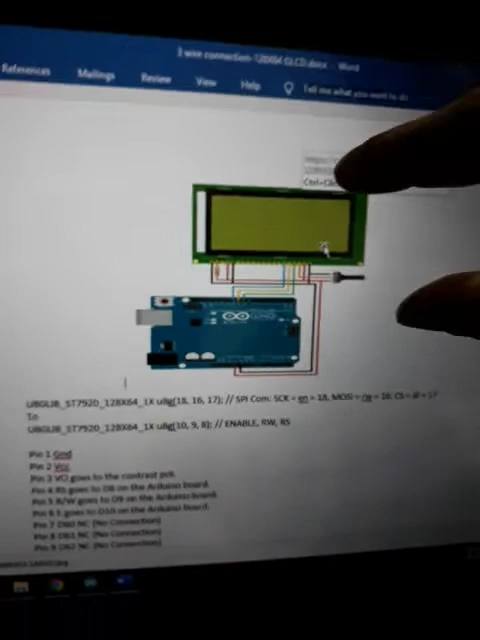 3 wire connection-128X64 GLCD.docx - Word
References Mailings Review View Help Tell me what you want to do
Ctrl+Click
UNO
U8GLIB_ST7920_128X64_1X u8g(18, 16, 17); // SPI Com: SCK = en = 18, MOSI = rw = 16, CS = di = 17
To
U8GLIB_ST7920_128X64_1X u8g(10, 9, 8); // ENABLE, RW, RS
Pin 1 Gnd
Pin 2 Vcc
Pin 3 VO goes to the contrast pot.
Pin 4 RS goes to D8 on the Arduino board.
Pin 5 R/W goes to D9 on the Arduino board.
Pin 6 E goes to D10 on the Arduino board.
Pin 7 DB0 NC (No Connection)
Pin 8 DB1 NC (No Connection)
Pin 9 DB2 NC (No Connection)